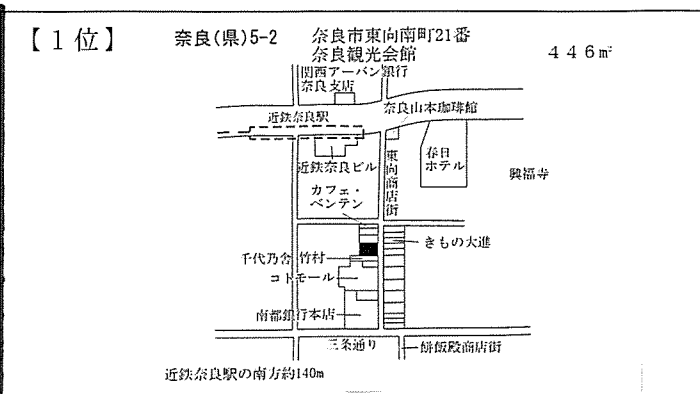 【1位】 奈良(県)5-2 奈良市東向南町21番
奈良観光会館 446㎡
関西アーバン銀行
奈良支店
近鉄奈良駅
奈良山本珈琲館
近鉄奈良ビル
東向商店街
春日
ホテル
興福寺
カフェ・
ベンテン
きもの大進
千代乃舎 竹村
コトモール
南都銀行本店
三条通り
餅飯殿商店街
近鉄奈良駅の南方約140m